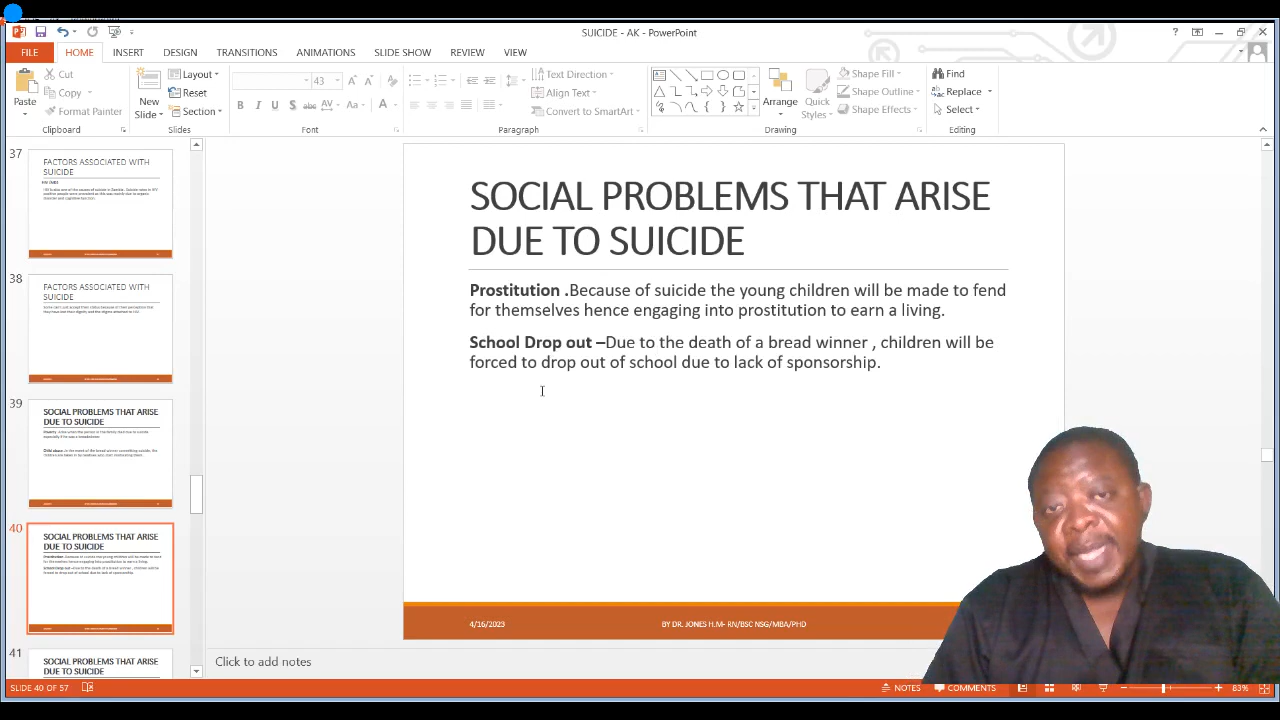 SUICIDE - AK - PowerPoint
FILE HOME INSERT DESIGN TRANSITIONS ANIMATIONS SLIDE SHOW REVIEW VIEW
Paste Cut Copy Format Painter Clipboard
New Slide Layout Reset Section Slides
43 Font
Text Direction Align Text Convert to SmartArt Paragraph
Arrange Quick Styles Shape Fill Shape Outline Shape Effects Drawing
Find Replace Select Editing
37
FACTORS ASSOCIATED WITH
SUICIDE
38
FACTORS ASSOCIATED WITH
SUICIDE
39
SOCIAL PROBLEMS THAT ARISE
DUE TO SUICIDE
40
SOCIAL PROBLEMS THAT ARISE
DUE TO SUICIDE
41
SOCIAL PROBLEMS THAT ARISE
DUE TO SUICIDE
SOCIAL PROBLEMS THAT ARISE
DUE TO SUICIDE
Prostitution .Because of suicide the young children will be made to fend
for themselves hence engaging into prostitution to earn a living.
School Drop out –Due to the death of a bread winner , children will be
forced to drop out of school due to lack of sponsorship.
4/16/2023 BY DR. JONES H.M- RN/BSC NSG/MBA/PHD
Click to add notes
SLIDE 40 OF 57 NOTES COMMENTS 83%